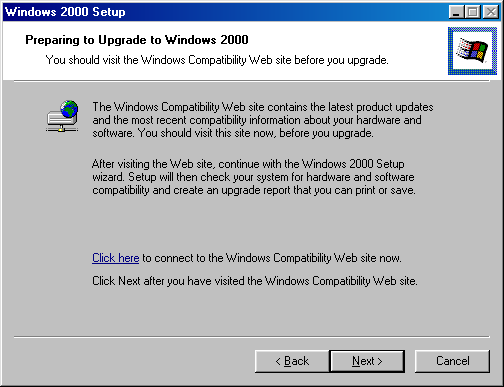 Windows 2000 Setup
Preparing to Upgrade to Windows 2000
You should visit the Windows Compatibility Web site before you upgrade.
The Windows Compatibility Web site contains the latest product updates
and the most recent compatibility information about your hardware and
software. You should visit this site now, before you upgrade.
After visiting the Web site, continue with the Windows 2000 Setup
wizard. Setup will then check your system for hardware and software
compatibility and create an upgrade report that you can print or save.
Click here to connect to the Windows Compatibility Web site now.
Click Next after you have visited the Windows Compatibility Web site.
< Back Next > Cancel